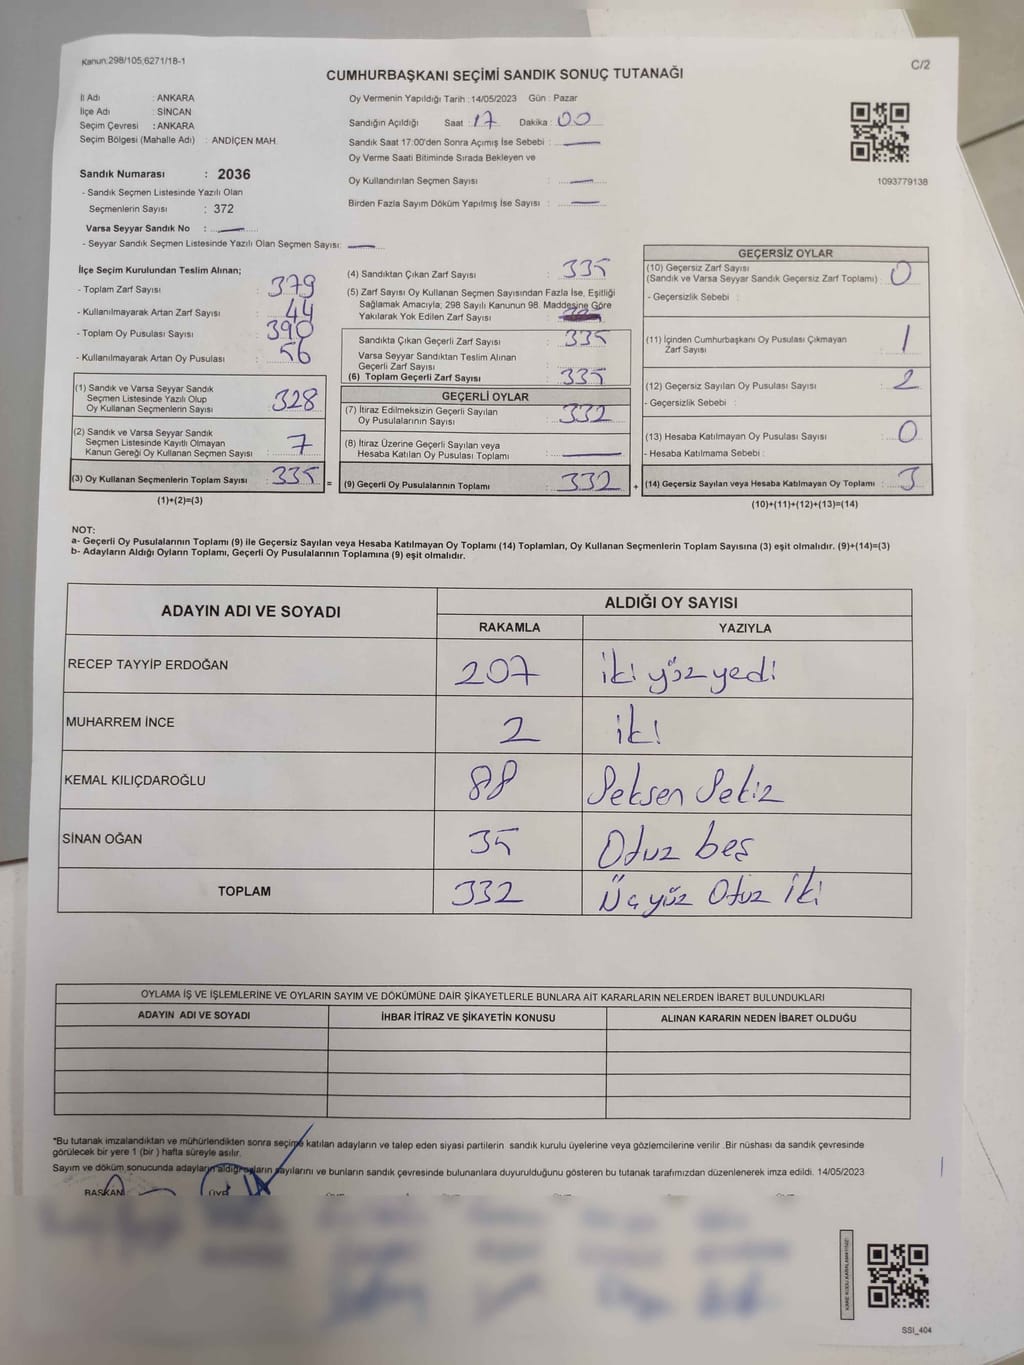 Kanun:298/105,6271/18-1
C/2
CUMHURBAŞKANI SEÇİMİ SANDIK SONUÇ TUTANAĞI
İl Adı : ANKARA
İlçe Adı : SİNCAN
Seçim Çevresi : ANKARA
Seçim Bölgesi (Mahalle Adı) : ANDİÇEN MAH.
Sandık Numarası : 2036
- Sandık Seçmen Listesinde Yazılı Olan
Seçmenlerin Sayısı : 372
Varsa Seyyar Sandık No :
- Seyyar Sandık Seçmen Listesinde Yazılı Olan Seçmen Sayısı:
Oy Vermenin Yapıldığı Tarih :14/05/2023 Gün : Pazar
Sandığın Açıldığı Saat : 17 Dakika : 00
Sandık Saat 17:00'den Sonra Açımış İse Sebebi :
Oy Verme Saati Bitiminde Sırada Bekleyen ve
Oy Kullandırılan Seçmen Sayısı :
Birden Fazla Sayım Döküm Yapılmış İse Sayısı :
1093779138
İlçe Seçim Kurulundan Teslim Alınan;
- Toplam Zarf Sayısı : 379
- Kullanılmayarak Artan Zarf Sayısı : 44
- Toplam Oy Pusulası Sayısı : 390
- Kullanılmayarak Artan Oy Pusulası : 56
(1) Sandık ve Varsa Seyyar Sandık
Seçmen Listesinde Yazılı Olup
Oy Kullanan Seçmenlerin Sayısı : 328
(2) Sandık ve Varsa Seyyar Sandık
Seçmen Listesinde Kayıtlı Olmayan
Kanun Gereği Oy Kullanan Seçmen Sayısı : 7
(3) Oy Kullanan Seçmenlerin Toplam Sayısı : 335 =
(1)+(2)=(3)
(4) Sandıktan Çıkan Zarf Sayısı : 335
(5) Zarf Sayısı Oy Kullanan Seçmen Sayısından Fazla İse, Eşitliği
Sağlamak Amacıyla, 298 Sayılı Kanunun 98. Maddesine Göre
Yakılarak Yok Edilen Zarf Sayısı :
Sandıkta Çıkan Geçerli Zarf Sayısı : 335
Varsa Seyyar Sandıktan Teslim Alınan
Geçerli Zarf Sayısı :
(6) Toplam Geçerli Zarf Sayısı : 335
GEÇERLİ OYLAR
(7) İtiraz Edilmeksizin Geçerli Sayılan
Oy Pusulalarının Sayısı : 332
(8) İtiraz Üzerine Geçerli Sayılan veya
Hesaba Katılan Oy Pusulası Toplamı :
(9) Geçerli Oy Pusulalarının Toplamı : 332 +
GEÇERSİZ OYLAR
(10) Geçersiz Zarf Sayısı
(Sandık ve Varsa Seyyar Sandık Geçersiz Zarf Toplamı) : 0
- Geçersizlik Sebebi :
(11) İçinden Cumhurbaşkanı Oy Pusulası Çıkmayan
Zarf Sayısı : 1
(12) Geçersiz Sayılan Oy Pusulası Sayısı : 2
- Geçersizlik Sebebi :
(13) Hesaba Katılmayan Oy Pusulası Sayısı : 0
- Hesaba Katılmama Sebebi :
(14) Geçersiz Sayılan veya Hesaba Katılmayan Oy Toplamı : 3
(10)+(11)+(12)+(13)=(14)
NOT:
a- Geçerli Oy Pusulalarının Toplamı (9) ile Geçersiz Sayılan veya Hesaba Katılmayan Oy Toplamı (14) Toplamları, Oy Kullanan Seçmenlerin Toplam Sayısına (3) eşit olmalıdır. (9)+(14)=(3)
b- Adayların Aldığı Oyların Toplamı, Geçerli Oy Pusulalarının Toplamına (9) eşit olmalıdır.
ADAYIN ADI VE SOYADI ALDIĞI OY SAYISI
RAKAMLA YAZIYLA
RECEP TAYYİP ERDOĞAN 207 iki yüz yedi
MUHARREM İNCE 2 iki
KEMAL KILIÇDAROĞLU 88 Seksen Sekiz
SİNAN OĞAN 35 Otuz beş
TOPLAM 332 Üç yüz Otuz iki
OYLAMA İŞ VE İŞLEMLERİNE VE OYLARIN SAYIM VE DÖKÜMÜNE DAİR ŞİKAYETLERLE BUNLARA AİT KARARLARIN NELERDEN İBARET BULUNDUKLARI
ADAYIN ADI VE SOYADI İHBAR İTİRAZ VE ŞİKAYETİN KONUSU ALINAN KARARIN NEDEN İBARET OLDUĞU
*Bu tutanak imzalandıktan ve mühürlendikten sonra seçime katılan adayların ve talep eden siyasi partilerin sandık kurulu üyelerine veya gözlemcilerine verilir .Bir nüshası da sandık çevresinde
görülecek bir yere 1 (bir ) hafta süreyle asılır.
Sayım ve döküm sonucunda adayların aldığı oyların sayılarını ve bunların sandık çevresinde bulunanlara duyurulduğunu gösteren bu tutanak tarafımızdan düzenlenerek imza edildi. 14/05/2023
BAŞKAN ÜYE
SSI_404